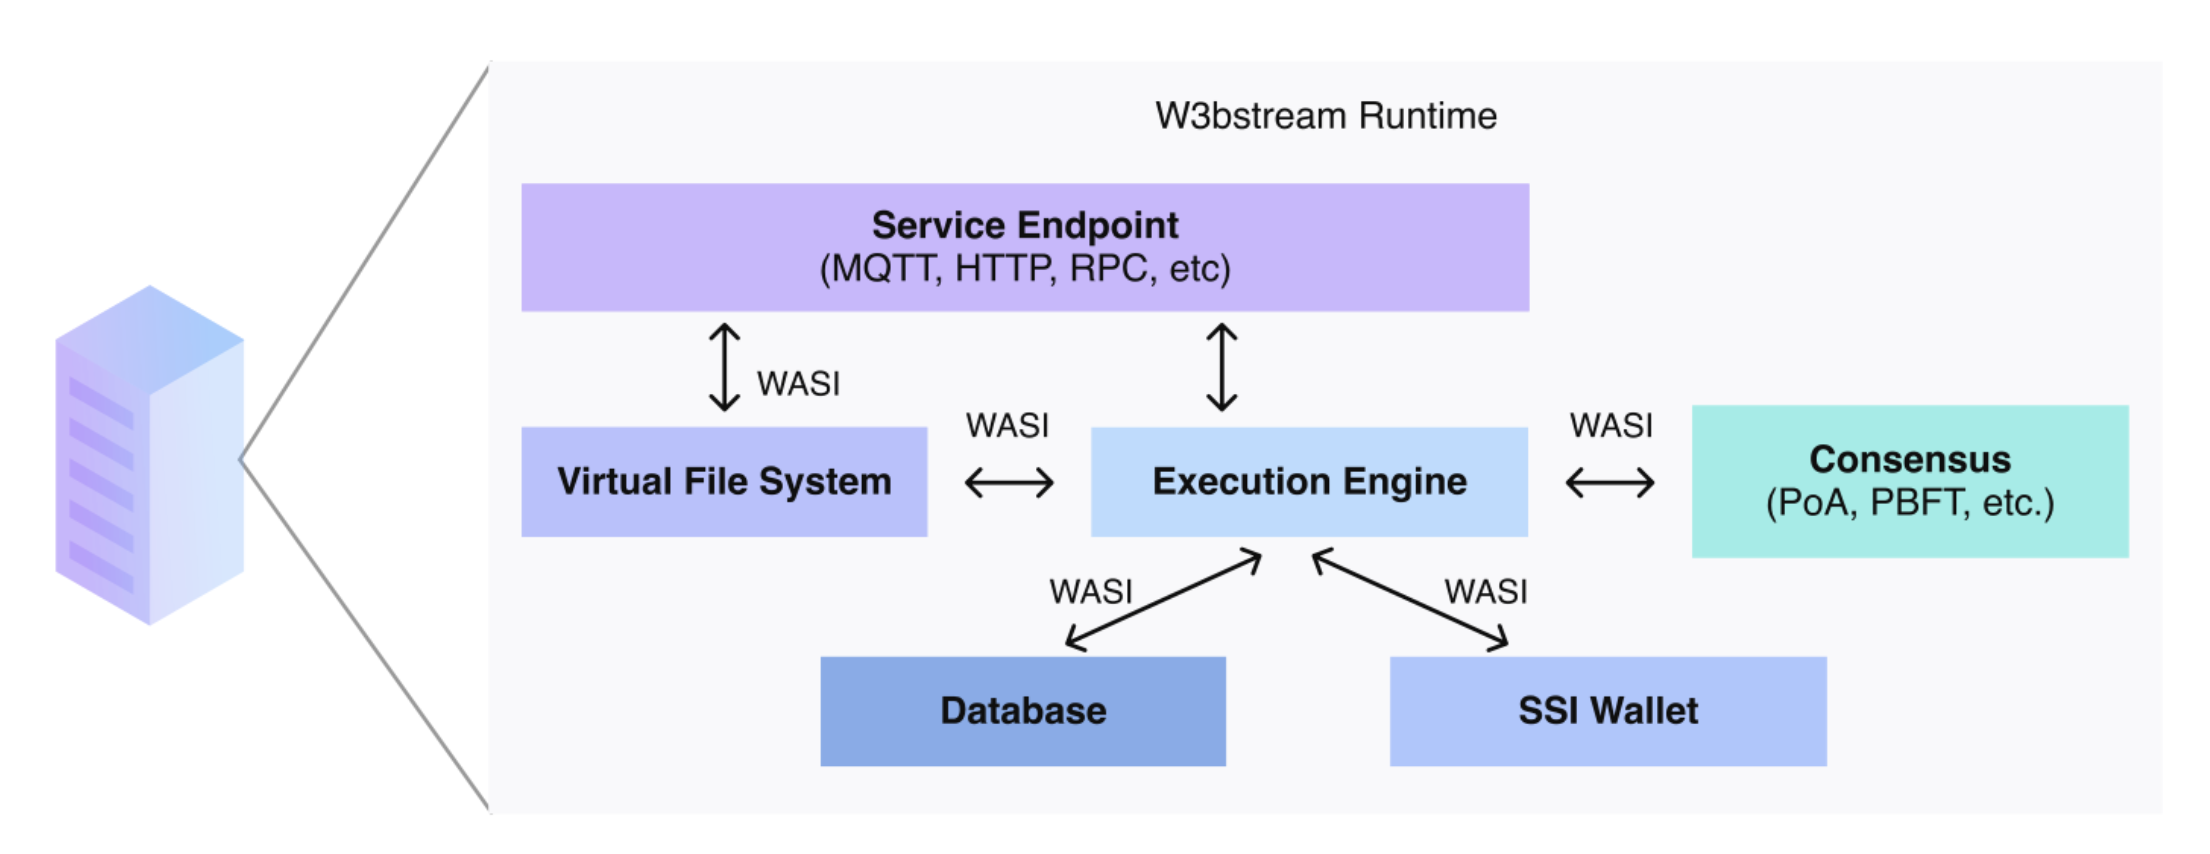 W3bstream Runtime
Service Endpoint
(MQTT, HTTP, RPC, etc)
WASI
WASI
WASI
Virtual File System
Execution Engine
Consensus
(PoA, PBFT, etc.)
WASI
WASI
Database
SSI Wallet